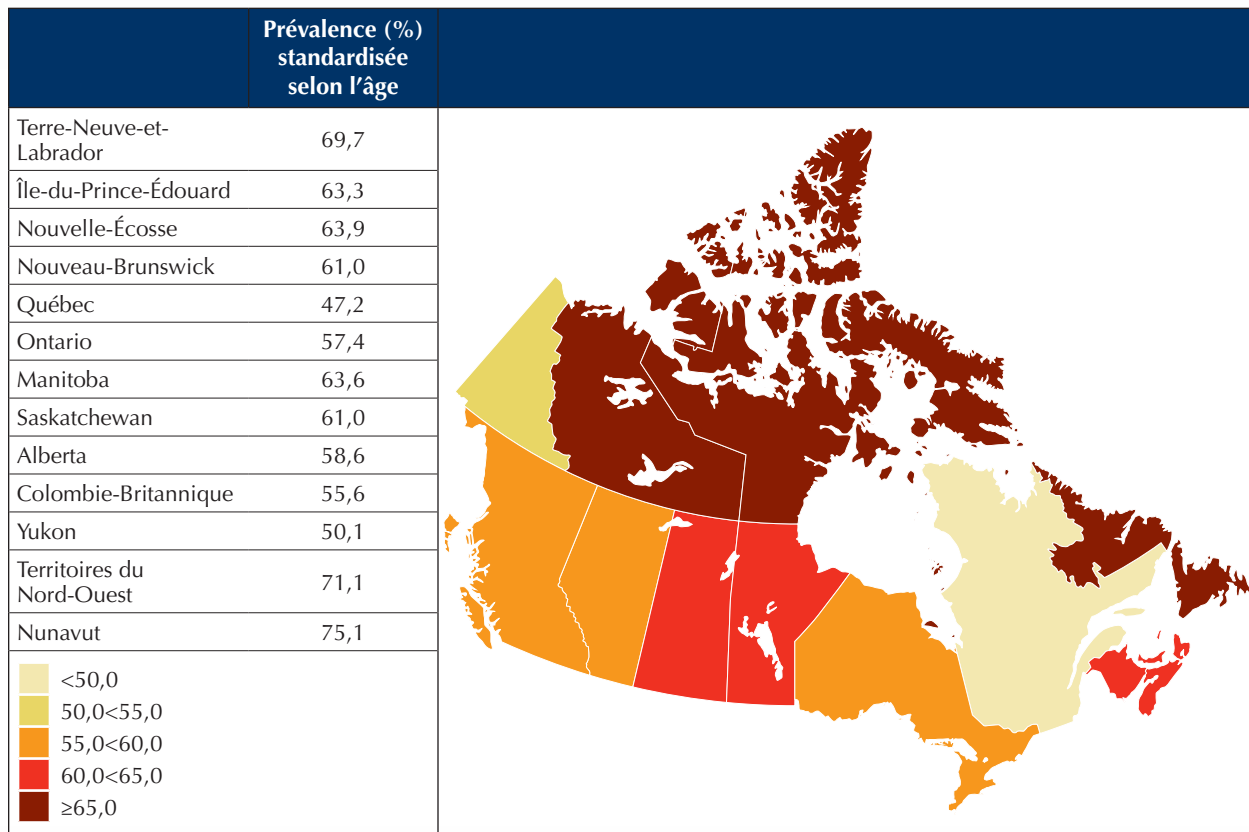 Prévalence (%)
standardisée
selon l’âge
Terre-Neuve-et-
Labrador
69,7
Île-du-Prince-Édouard 63,3
Nouvelle-Écosse 63,9
Nouveau-Brunswick 61,0
Québec 47,2
Ontario 57,4
Manitoba 63,6
Saskatchewan 61,0
Alberta 58,6
Colombie-Britannique 55,6
Yukon 50,1
Territoires du
Nord-Ouest
71,1
Nunavut 75,1
<50,0
50,0<55,0
55,0<60,0
60,0<65,0
≥65,0